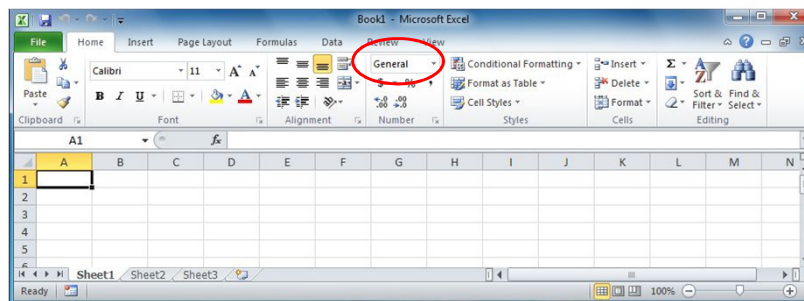 Book1 - Microsoft Excel
File Home Insert Page Layout Formulas Data Review View
Calibri 11 A A General Conditional Formatting Insert Σ
Paste B I U A $ % , Format as Table Delete Sort & Find &
Cell Styles Format Filter Select
Clipboard Font Alignment Number Styles Cells Editing
A1 fx
A B C D E F G H I J K L M N
1
2
3
4
5
6
Sheet1 Sheet2 Sheet3
Ready 100%